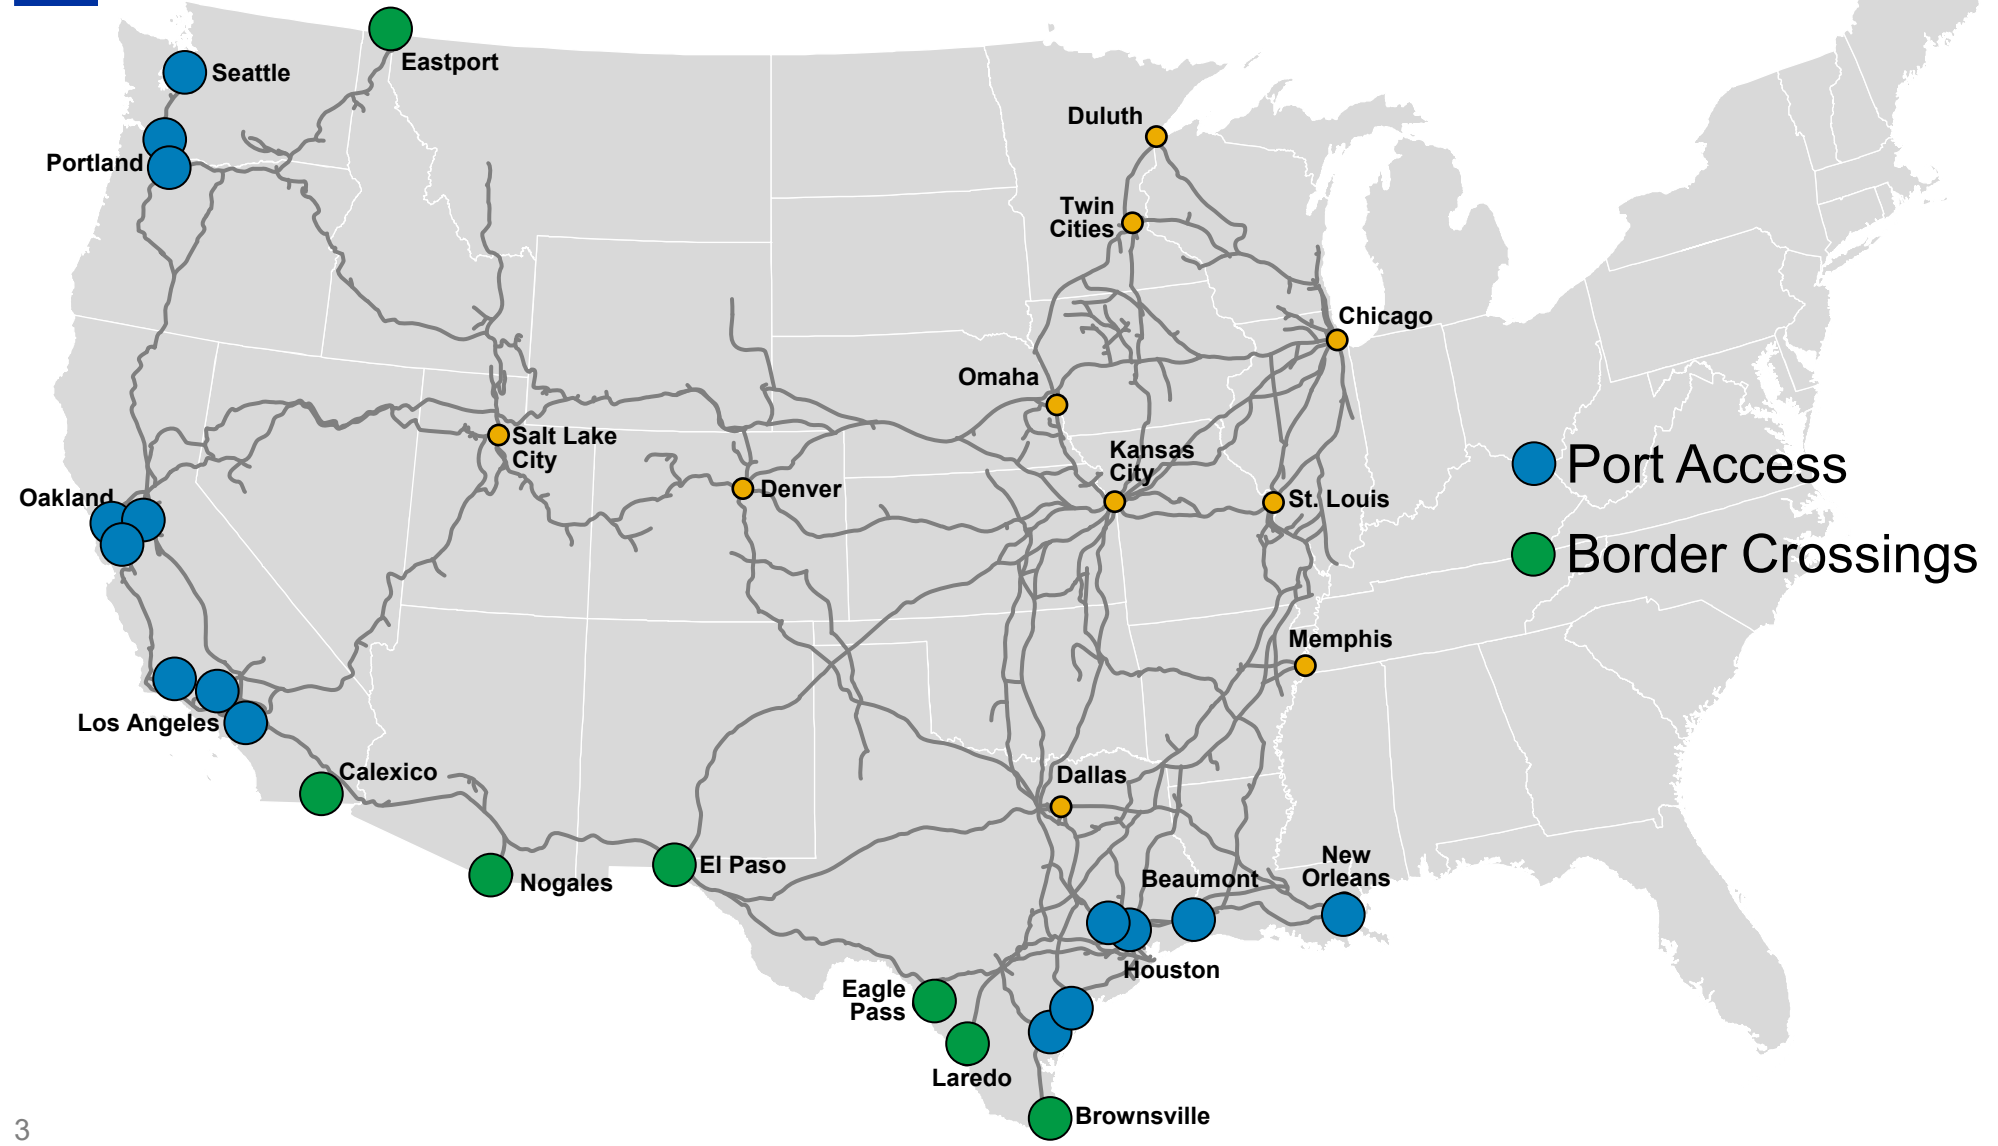 Eastport
Seattle
Duluth
Portland
Twin
Cities
Chicago
Omaha
Salt Lake
City
Kansas
City
Port Access
Oakland
Denver
St. Louis
Border Crossings
Memphis
Los Angeles
Calexico
Dallas
El Paso
Nogales
Beaumont
New
Orleans
Houston
Eagle
Pass
Laredo
Brownsville
3